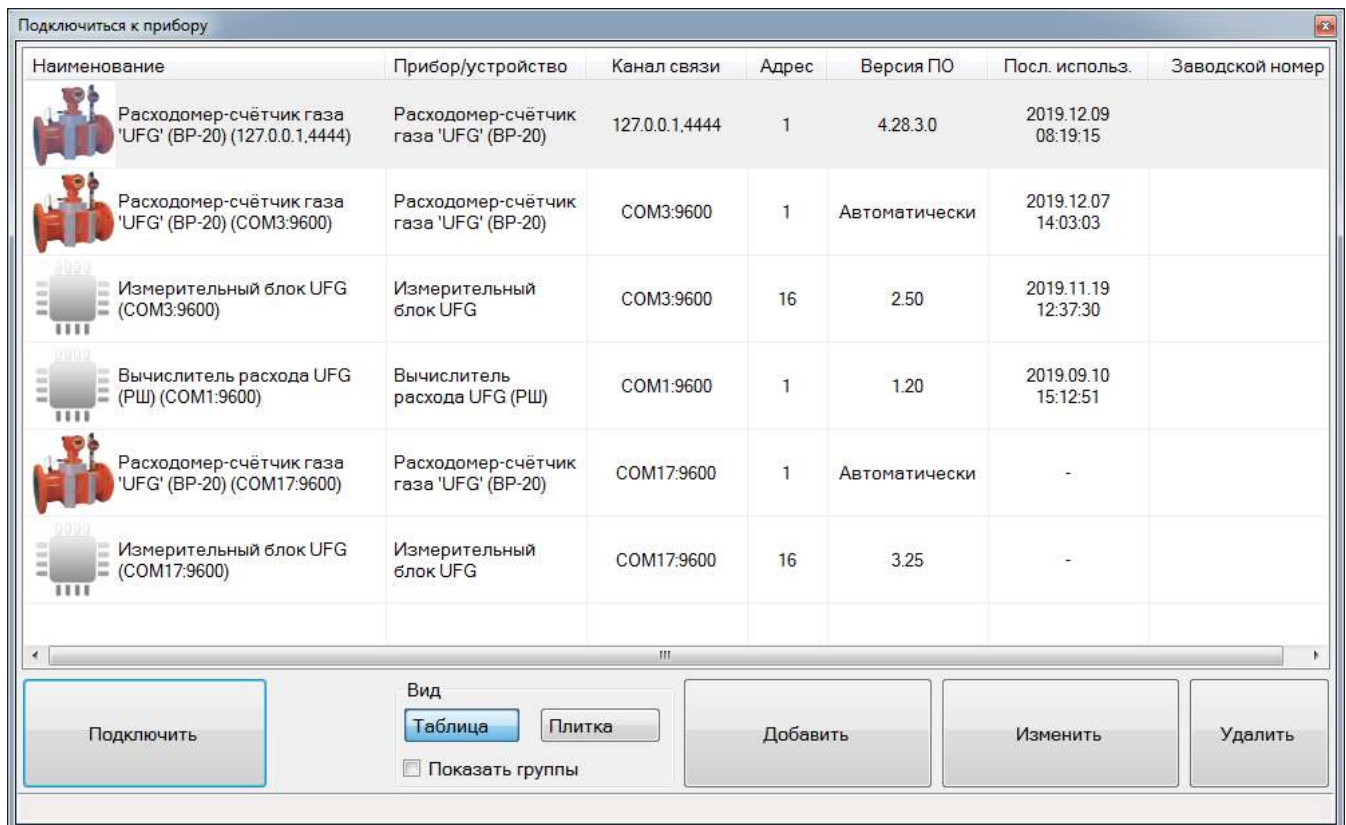 Подключиться к прибору
Наименование Прибор/устройство Канал связи Адрес Версия ПО Посл. использ. Заводской номер
Расходомер-счётчик газа 'UFG' (ВР-20) (127.0.0.1,4444) Расходомер-счётчик газа 'UFG' (ВР-20) 127.0.0.1,4444 1 4.28.3.0 2019.12.09 08:19:15
Расходомер-счётчик газа 'UFG' (ВР-20) (COM3:9600) Расходомер-счётчик газа 'UFG' (ВР-20) COM3:9600 1 Автоматически 2019.12.07 14:03:03
Измерительный блок UFG (COM3:9600) Измерительный блок UFG COM3:9600 16 2.50 2019.11.19 12:37:30
Вычислитель расхода UFG (РШ) (COM1:9600) Вычислитель расхода UFG (РШ) COM1:9600 1 1.20 2019.09.10 15:12:51
Расходомер-счётчик газа 'UFG' (ВР-20) (COM17:9600) Расходомер-счётчик газа 'UFG' (ВР-20) COM17:9600 1 Автоматически -
Измерительный блок UFG (COM17:9600) Измерительный блок UFG COM17:9600 16 3.25 -
Подключить
Вид
Таблица Плитка
Показать группы
Добавить
Изменить
Удалить